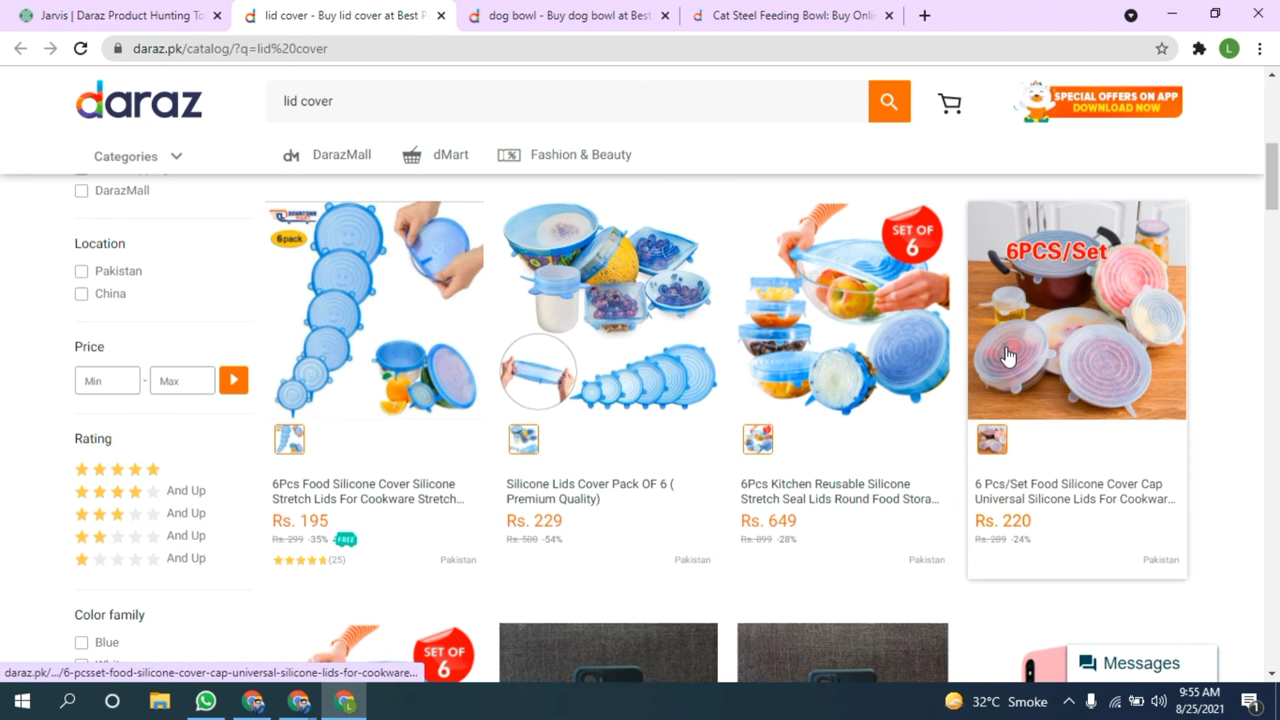 Jarvis | Daraz Product Hunting To
lid cover - Buy lid cover at Best P
dog bowl - Buy dog bowl at Best
Cat Steel Feeding Bowl: Buy Onli
daraz.pk/catalog/?q=lid%20cover
L
daraz
lid cover
SPECIAL OFFERS ON APP
DOWNLOAD NOW
Categories
DarazMall
dMart
Fashion & Beauty
DarazMall
Location
Pakistan
China
Price
Min
-
Max
Rating
And Up
And Up
And Up
And Up
Color family
Blue
6 pack
SET OF
6
6PCS/Set
6Pcs Food Silicone Cover Silicone
Stretch Lids For Cookware Stretch...
Rs. 195
Rs. 299 -35%
FREE
(25)
Pakistan
Silicone Lids Cover Pack OF 6 (
Premium Quality)
Rs. 229
Rs. 500 -54%
Pakistan
6Pcs Kitchen Reusable Silicone
Stretch Seal Lids Round Food Stora...
Rs. 649
Rs. 899 -28%
Pakistan
6 Pcs/Set Food Silicone Cover Cap
Universal Silicone Lids For Cookwar...
Rs. 220
Rs. 289 -24%
Pakistan
SET OF
6
Messages
daraz.pk/.../6-pcsset-food-silicone-cover-cap-universal-silicone-lids-for-cookware...
32°C Smoke
9:55 AM
8/25/2021
1